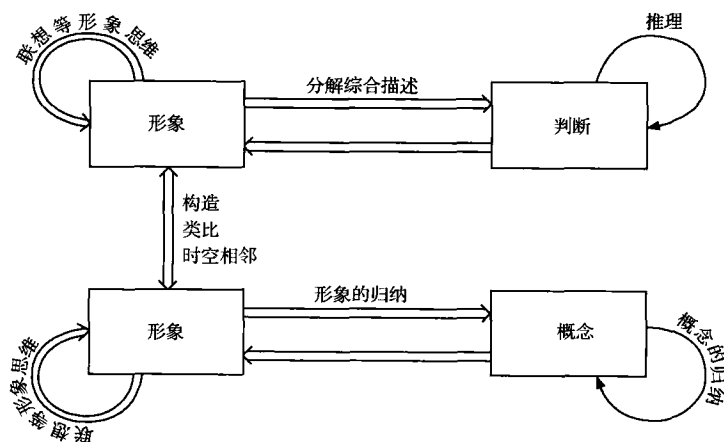 联想等形象思维
推理
分解综合描述
形象
判断
构造
类比
时空相邻
形象的归纳
形象
概念
概念的归纳
联想等形象思维